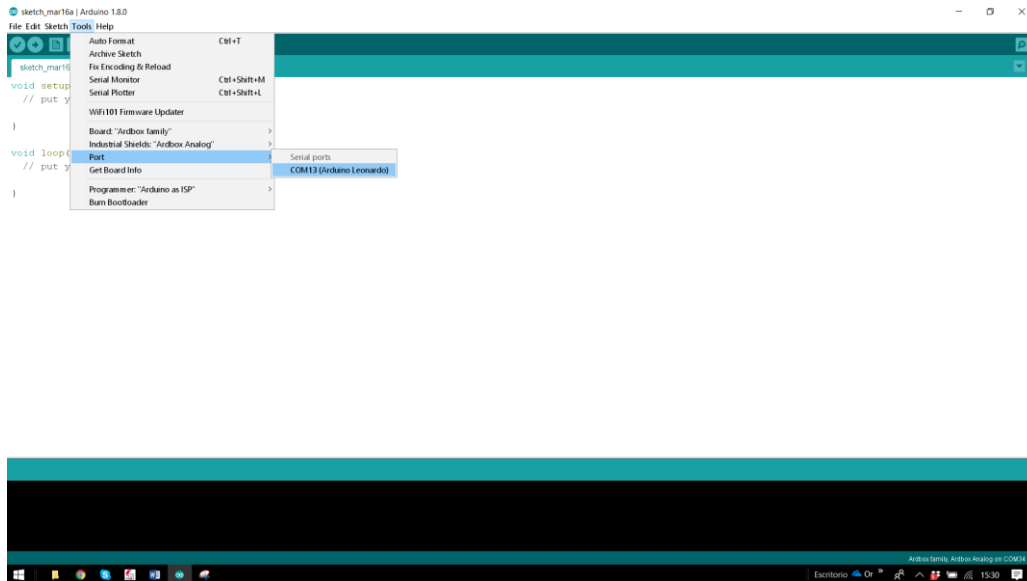 sketch_mar16a | Arduino 1.8.0
File Edit Sketch Tools Help
Auto Format Ctrl+T
Archive Sketch
sketch_mar16
Fix Encoding & Reload
Serial Monitor Ctrl+Shift+M
void setup
Serial Plotter Ctrl+Shift+L
// put y
WiFi101 Firmware Updater
}
Board: "Ardbox family" >
Industrial Shields: "Ardbox Analog" >
void loop(
Port > Serial ports
// put y
Get Board Info COM13 (Arduino Leonardo)
}
Programmer: "Arduino as ISP" >
Burn Bootloader
Ardbox family, Ardbox Analog on COM34
Escritorio Or » 15:30